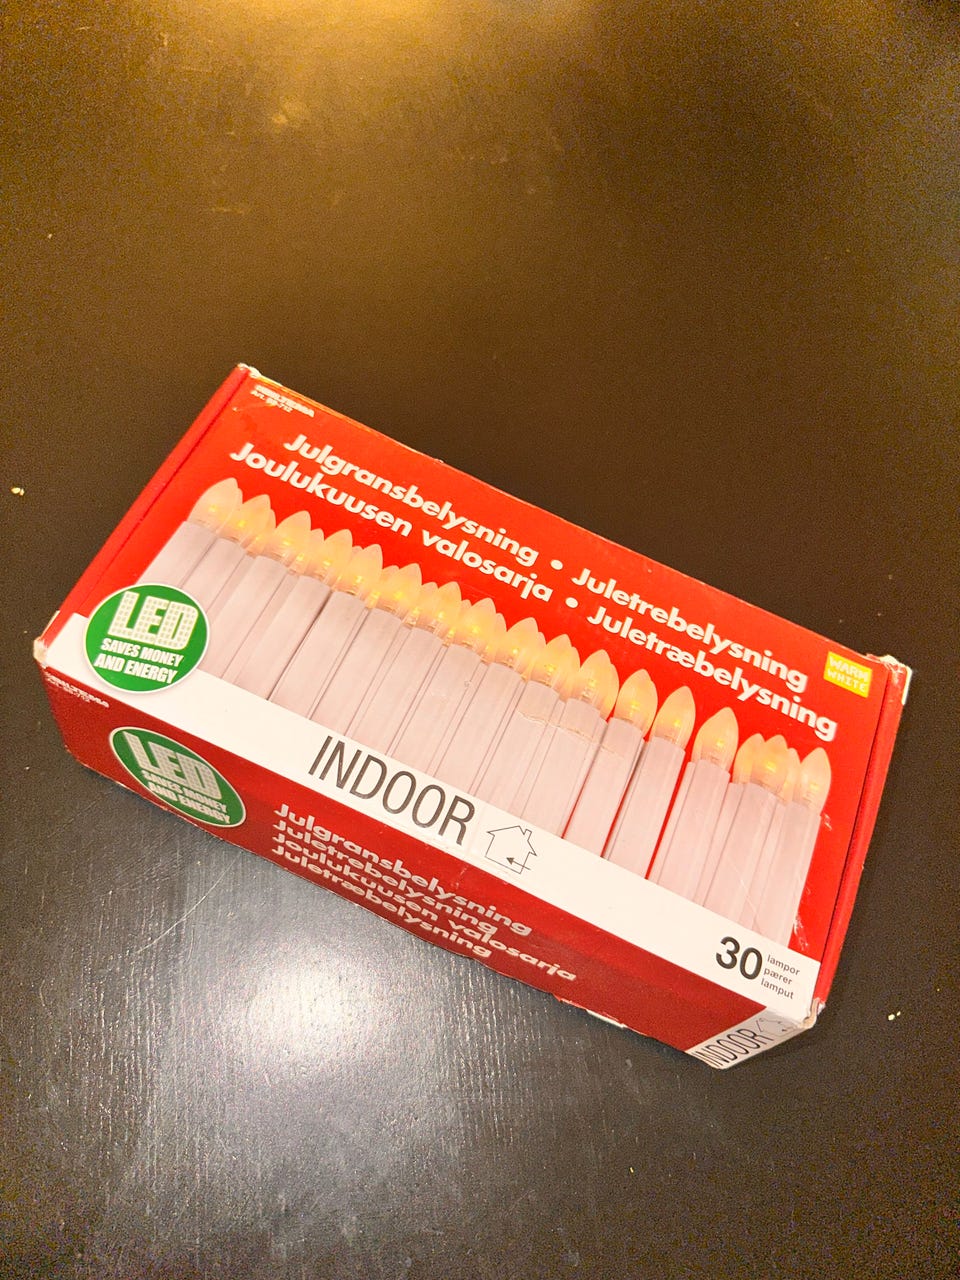 Julgransbelysning • Juletrebelysning
Joulukuusen valosarja • Juletræbelysning
WARM
WHITE
LED
SAVES MONEY
AND ENERGY
INDOOR
30
lampor
pærer
lamput
LED
SAVES MONEY
AND ENERGY
Julgransbelysning
Juletrebelysning
Joulukuusen valosarja
Juletræbelysning
INDOOR